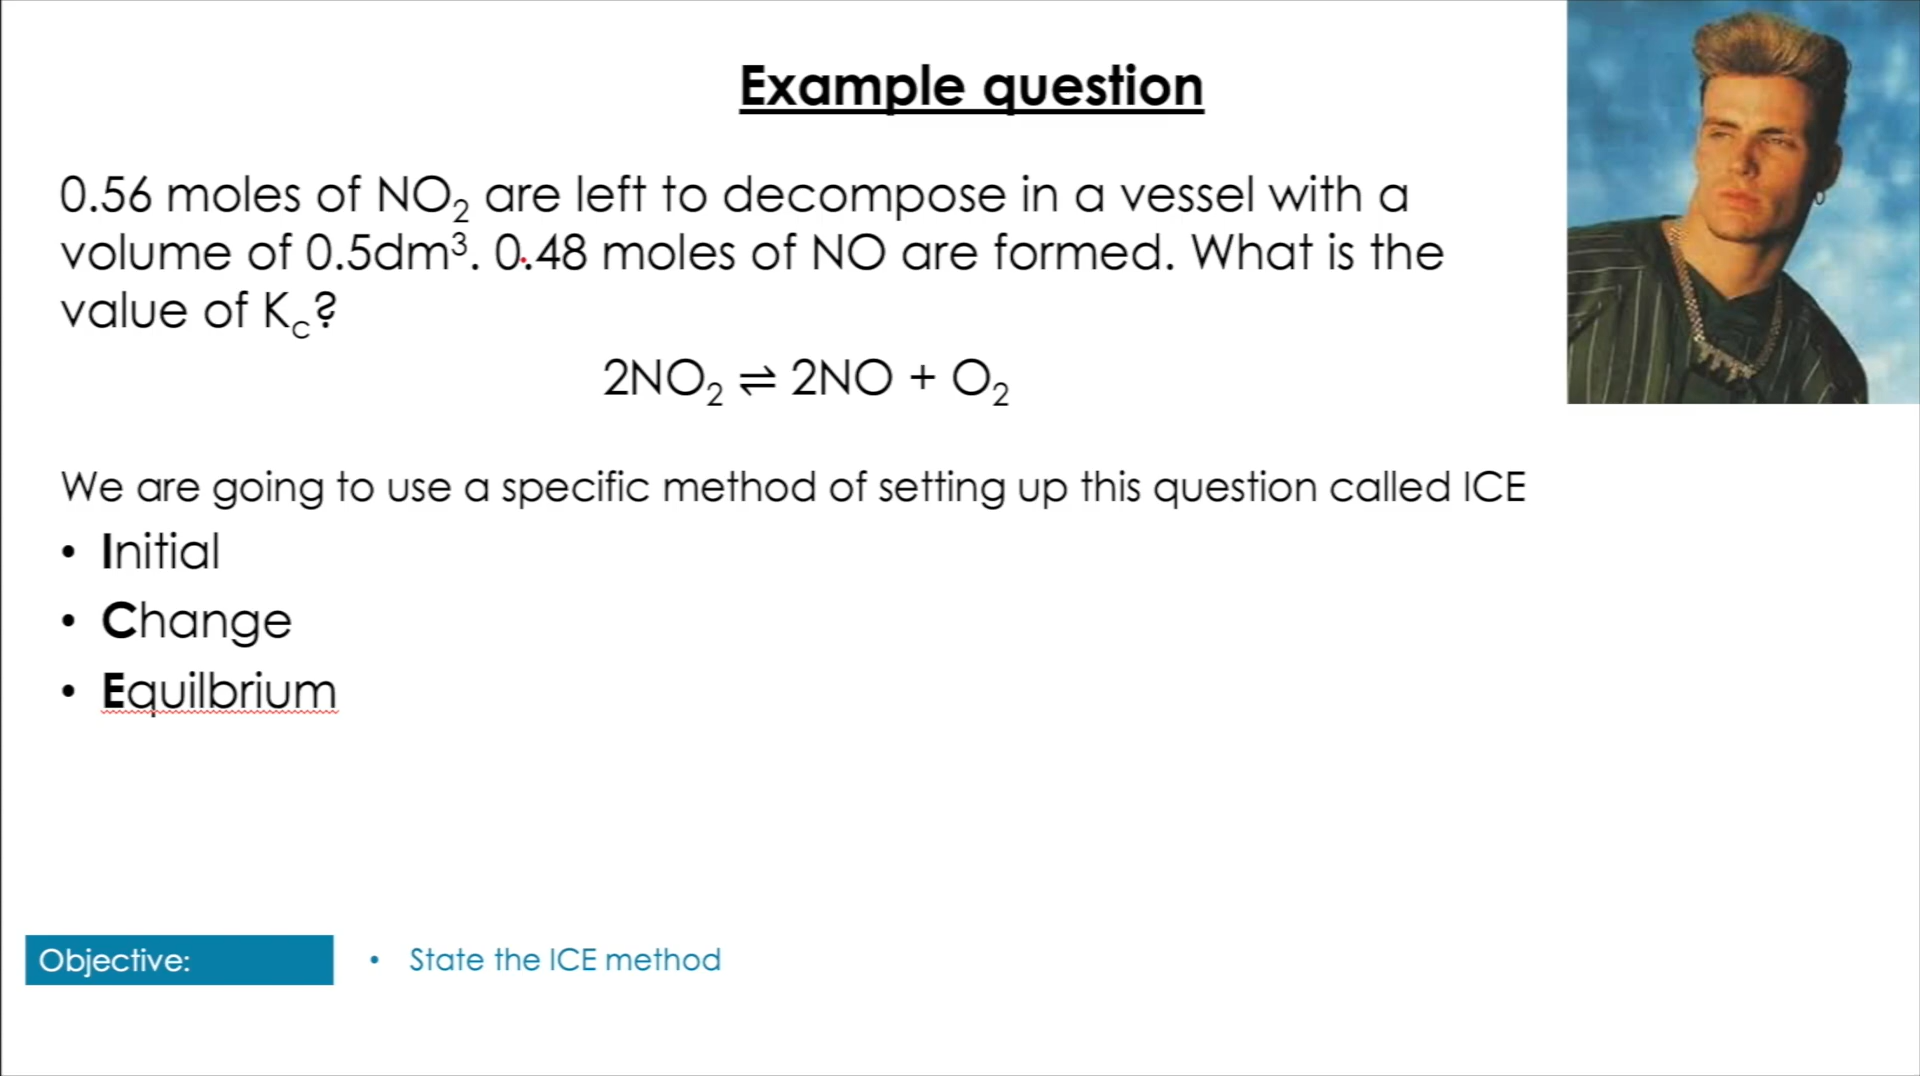 Example question
0.56 moles of NO₂ are left to decompose in a vessel with a
volume of 0.5dm³. 0.48 moles of NO are formed. What is the
value of K꜀?
2NO₂ ⇌ 2NO + O₂
We are going to use a specific method of setting up this question called ICE
• Initial
• Change
• Equilbrium
Objective:
• State the ICE method